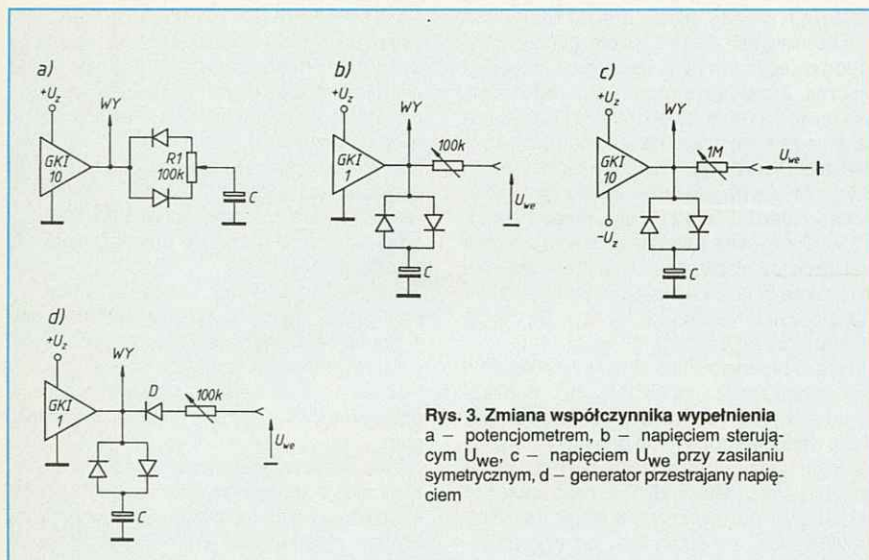 a)
+Uz
WY
GKI
10
R1
100k
C
b)
+Uz
WY
GKI
1
100k
Uwe
C
c)
+Uz
WY
GKI
10
1M
Uwe
-Uz
C
d)
+Uz
WY
GKI
1
D
100k
Uwe
C
Rys. 3. Zmiana współczynnika wypełnienia
a – potencjometrem, b – napięciem sterują-
cym Uwe, c – napięciem Uwe przy zasilaniu
symetrycznym, d – generator przestrajany napię-
ciem